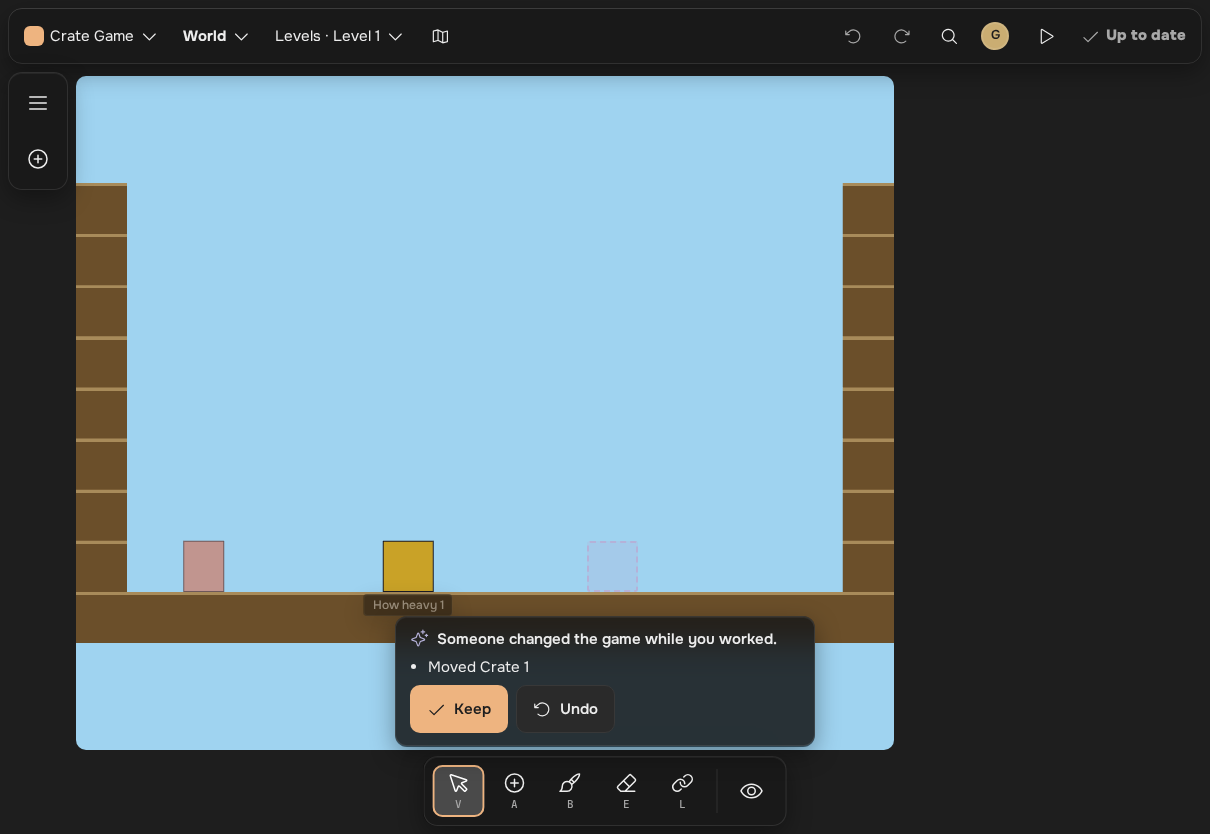 Crate Game World Levels · Level 1 G Up to date
How heavy 1
Someone changed the game while you worked.
• Moved Crate 1
Keep Undo
V A B E L